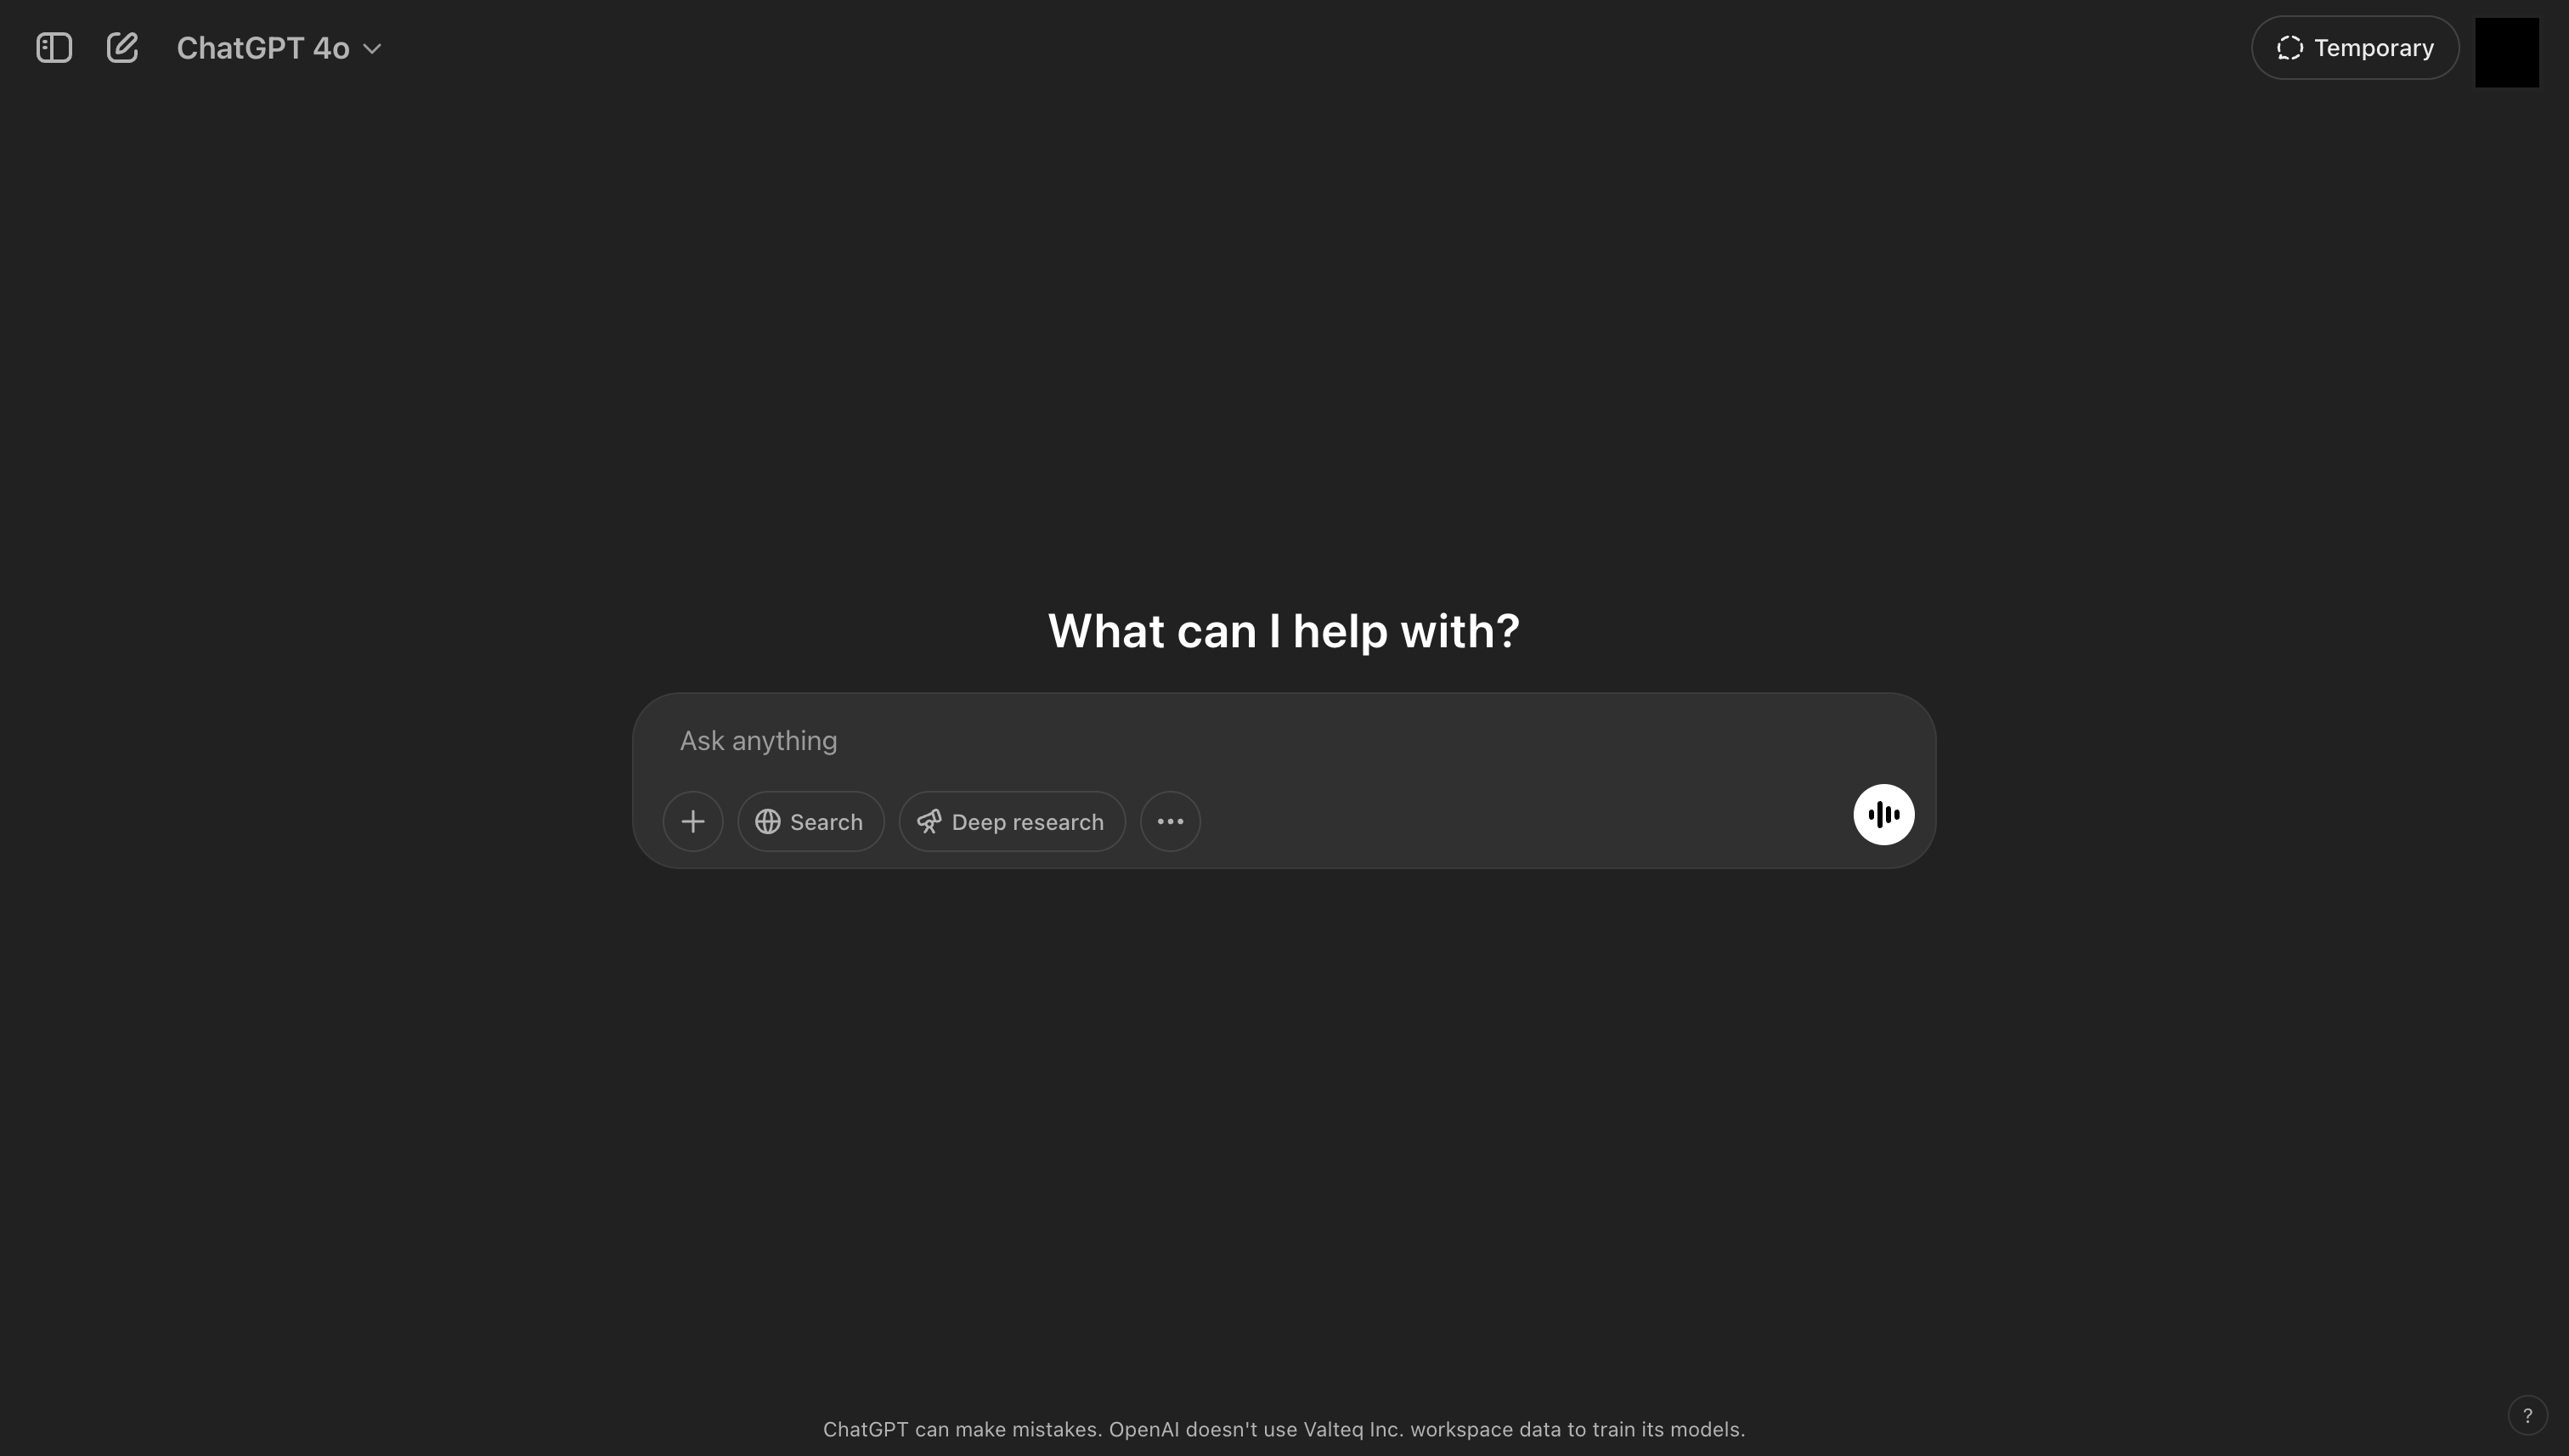 ChatGPT 4o
Temporary
What can I help with?
Ask anything
Search
Deep research
ChatGPT can make mistakes. OpenAI doesn't use Valteq Inc. workspace data to train its models.
?